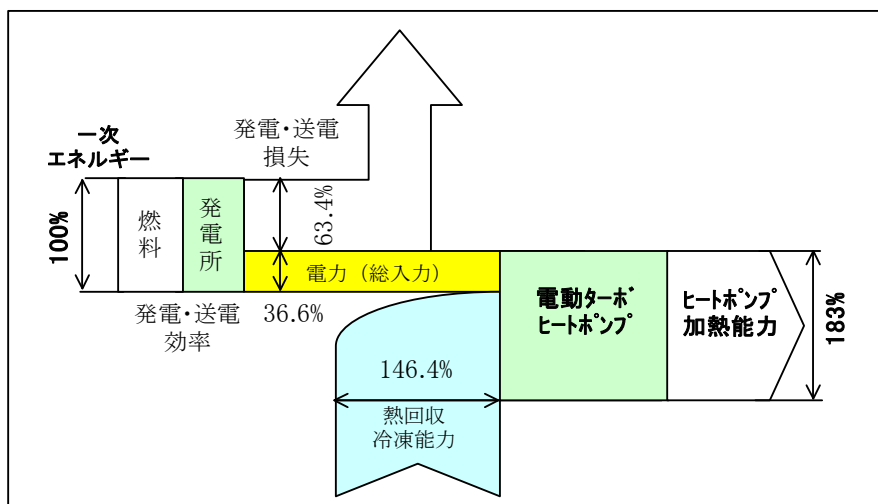 一次
エネルギー
100%
燃料
発電所
発電・送電
損失
63.4%
電力（総入力）
発電・送電
効率
36.6%
146.4%
熱回収
冷凍能力
電動ターボ
ヒートポンプ
ヒートポンプ
加熱能力
183%